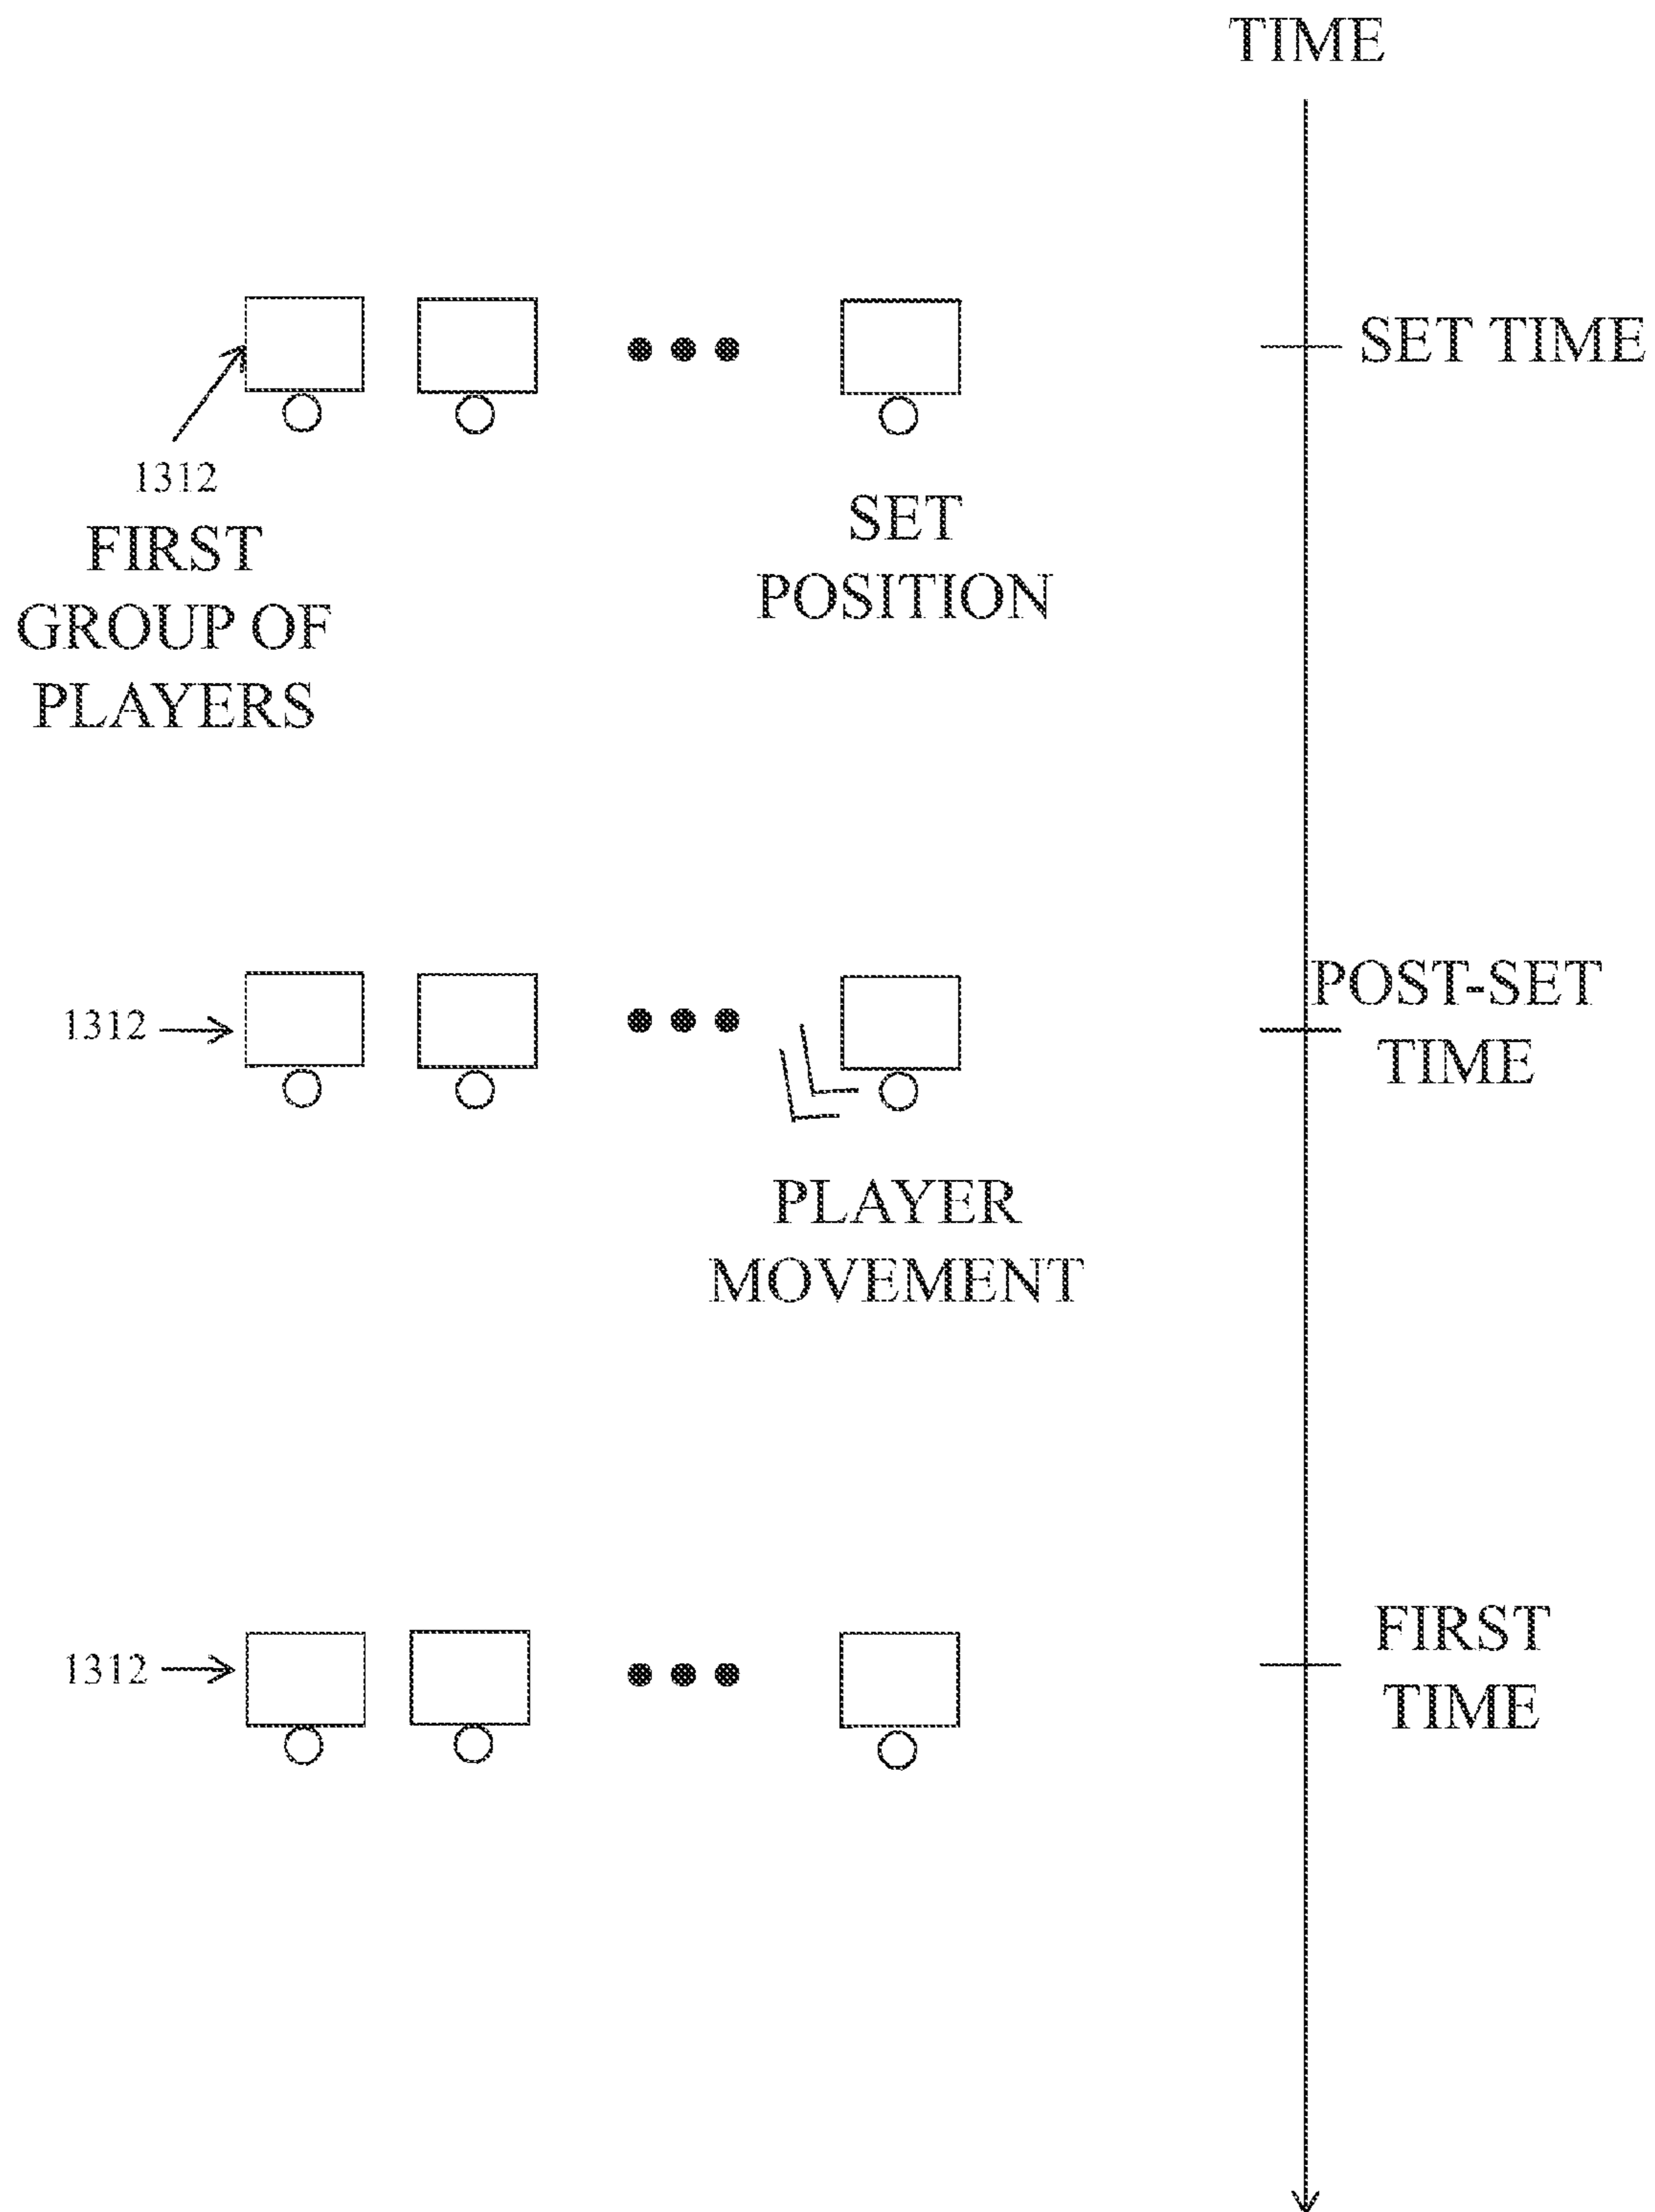 TIME
SET TIME
1312
FIRST
GROUP OF
PLAYERS
SET
POSITION
1312
POST-SET
TIME
PLAYER
MOVEMENT
1312
FIRST
TIME